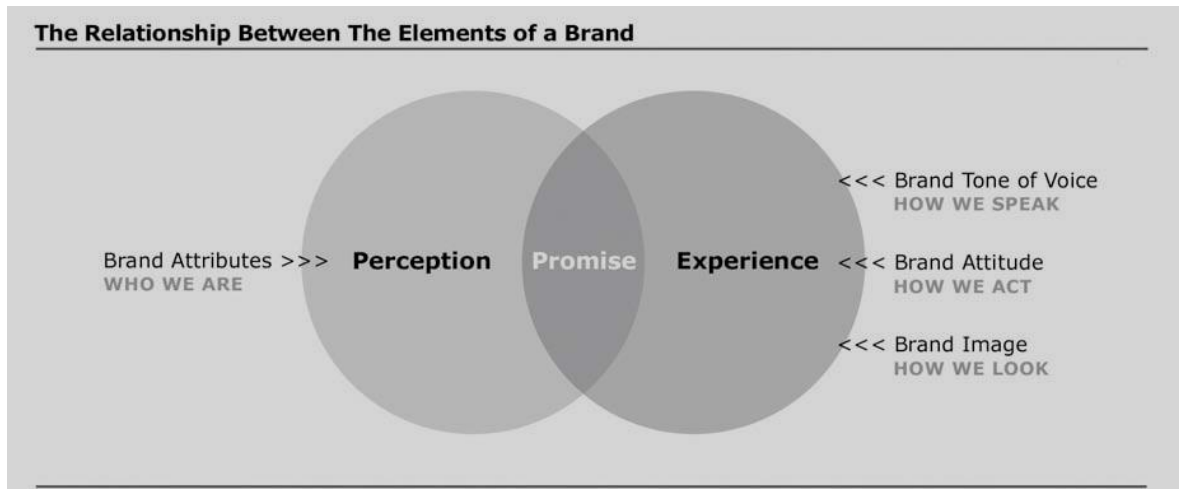 The Relationship Between The Elements of a Brand
<<< Brand Tone of Voice
HOW WE SPEAK
Brand Attributes >>>
WHO WE ARE
Perception
Promise
Experience
<<< Brand Attitude
HOW WE ACT
<<< Brand Image
HOW WE LOOK